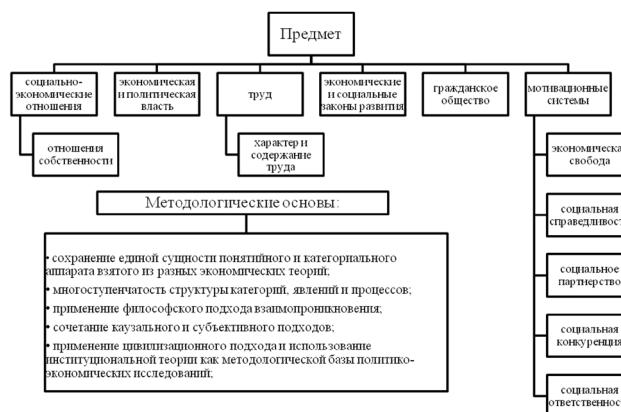 Предмет
социально-
экономические
отношения
экономическая
и политическая
власть
труд
экономические
и социальные
законы развития
гражданское
общество
мотивационные
системы
отношения
собственности
характер и
содержание
труда
экономическа
свобода
социальная
справедливост
социальное
партнерство
социальная
конкуренция
социальная
ответственнос
Методологические основы:
• сохранение единой сущности понятийного и категориального
аппарата взятого из разных экономических теорий;
• многоступенчатость структуры категорий, явлений и процессов;
• применение философского подхода взаимопроникновения;
• сочетание каузального и субъективного подходов;
• применение цивилизационного подхода и использование
институциональной теории как методологической базы политико-
экономических исследований;